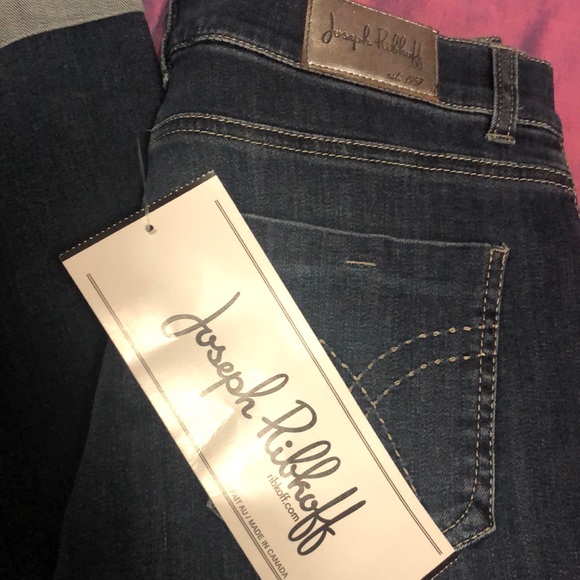 Joseph Ribkoff
est. 1957
Joseph Ribkoff
ribkoff.com
FAIT AU / MADE IN CANADA